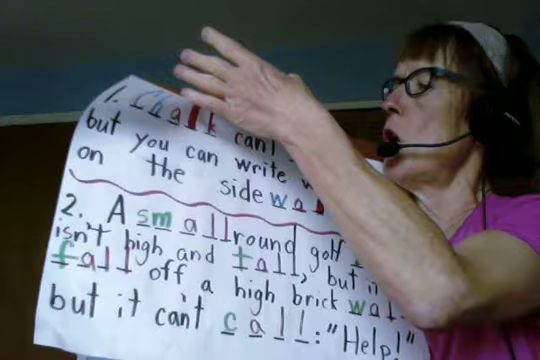 1. Chalk can't
but you can write
on the sidewal
2. A small round golf
isn't high and tall, but it
fall off a high brick wal
but it can't call: "Help!"